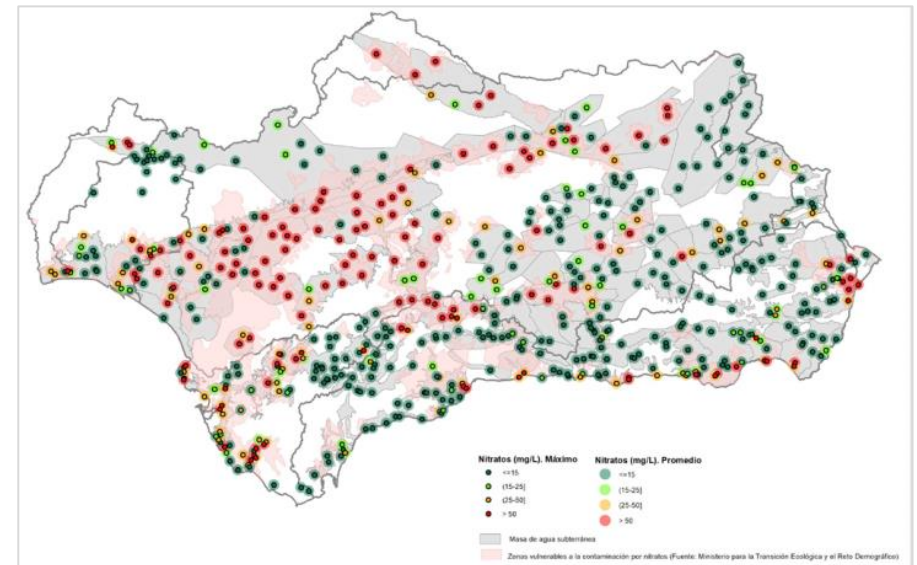 Nitratos (mg/L). Máximo
<=15
(15-25]
(25-50]
> 50
Nitratos (mg/L). Promedio
<=15
(15-25]
(25-50]
> 50
Masa de agua subterránea
Zonas vulnerables a la contaminación por nitratos (Fuente: Ministerio para la Transición Ecológica y el Reto Demográfico)